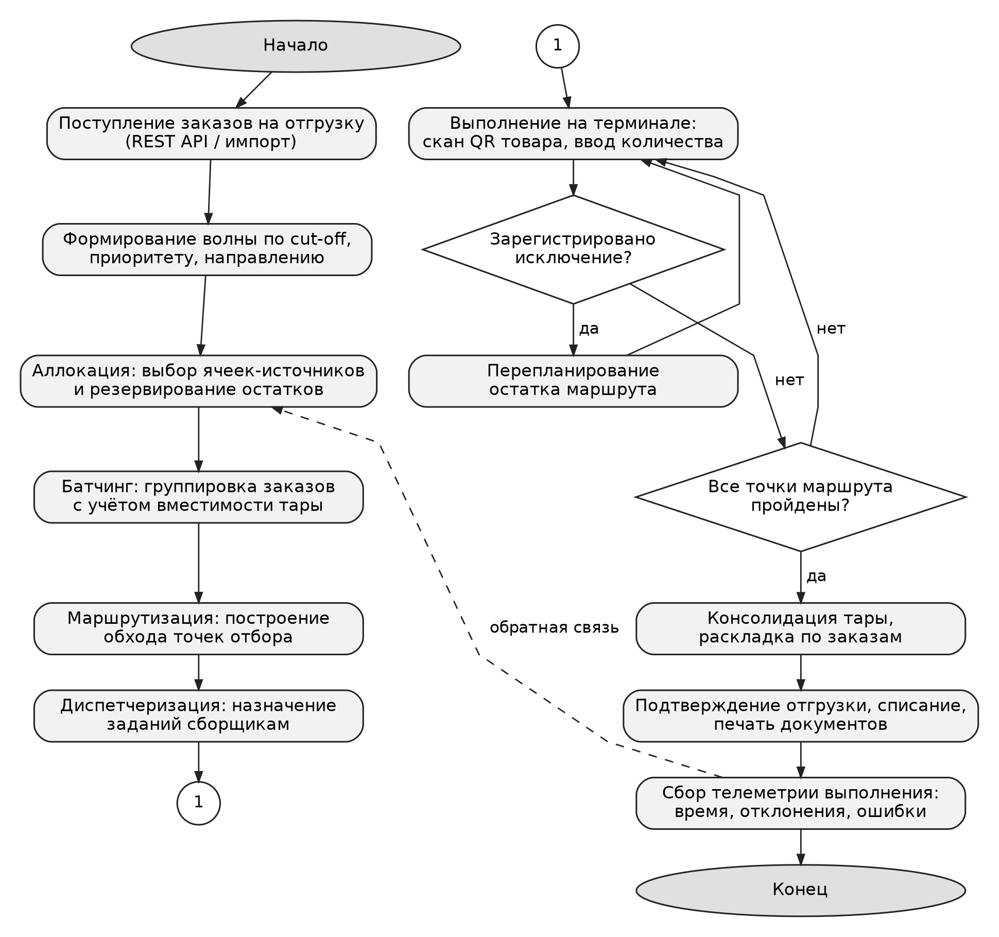 Начало
Поступление заказов на отгрузку
(REST API / импорт)
Формирование волны по cut-off,
приоритету, направлению
Аллокация: выбор ячеек-источников
и резервирование остатков
Батчинг: группировка заказов
с учётом вместимости тары
Маршрутизация: построение
обхода точек отбора
Диспетчеризация: назначение
заданий сборщикам
1
1
Выполнение на терминале:
скан QR товара, ввод количества
Зарегистрировано
исключение?
да
нет
Перепланирование
остатка маршрута
нет
Все точки маршрута
пройдены?
да
Консолидация тары,
раскладка по заказам
Подтверждение отгрузки, списание,
печать документов
Сбор телеметрии выполнения:
время, отклонения, ошибки
обратная связь
Конец